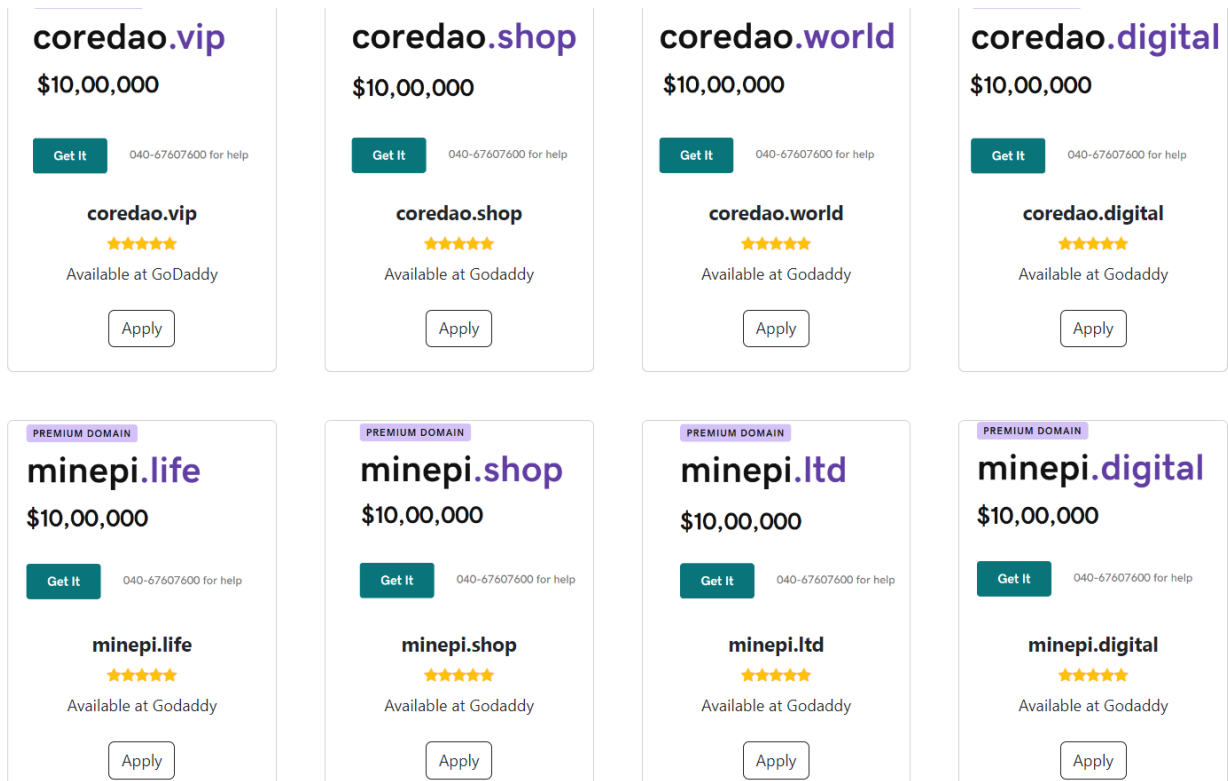 coredao.vip
$10,00,000
Get It 040-67607600 for help
coredao.vip
Available at GoDaddy
Apply
coredao.shop
$10,00,000
Get It 040-67607600 for help
coredao.shop
Available at Godaddy
Apply
coredao.world
$10,00,000
Get It 040-67607600 for help
coredao.world
Available at Godaddy
Apply
coredao.digital
$10,00,000
Get It 040-67607600 for help
coredao.digital
Available at Godaddy
Apply
PREMIUM DOMAIN
minepi.life
$10,00,000
Get It 040-67607600 for help
minepi.life
Available at Godaddy
Apply
PREMIUM DOMAIN
minepi.shop
$10,00,000
Get It 040-67607600 for help
minepi.shop
Available at Godaddy
Apply
PREMIUM DOMAIN
minepi.ltd
$10,00,000
Get It 040-67607600 for help
minepi.ltd
Available at Godaddy
Apply
PREMIUM DOMAIN
minepi.digital
$10,00,000
Get It 040-67607600 for help
minepi.digital
Available at Godaddy
Apply